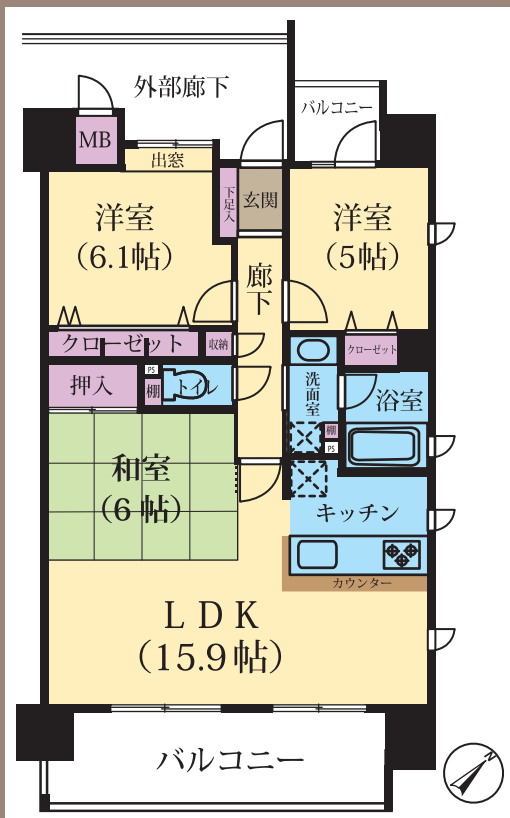 外部廊下
バルコニー
MB
出窓
下足入
玄関
洋室
(6.1帖)
洋室
(5帖)
廊下
クローゼット
収納
クローゼット
押入
PS
棚
トイレ
洗面室
浴室
棚
PS
和室
(6 帖)
キッチン
カウンター
LDK
(15.9帖)
バルコニー
N